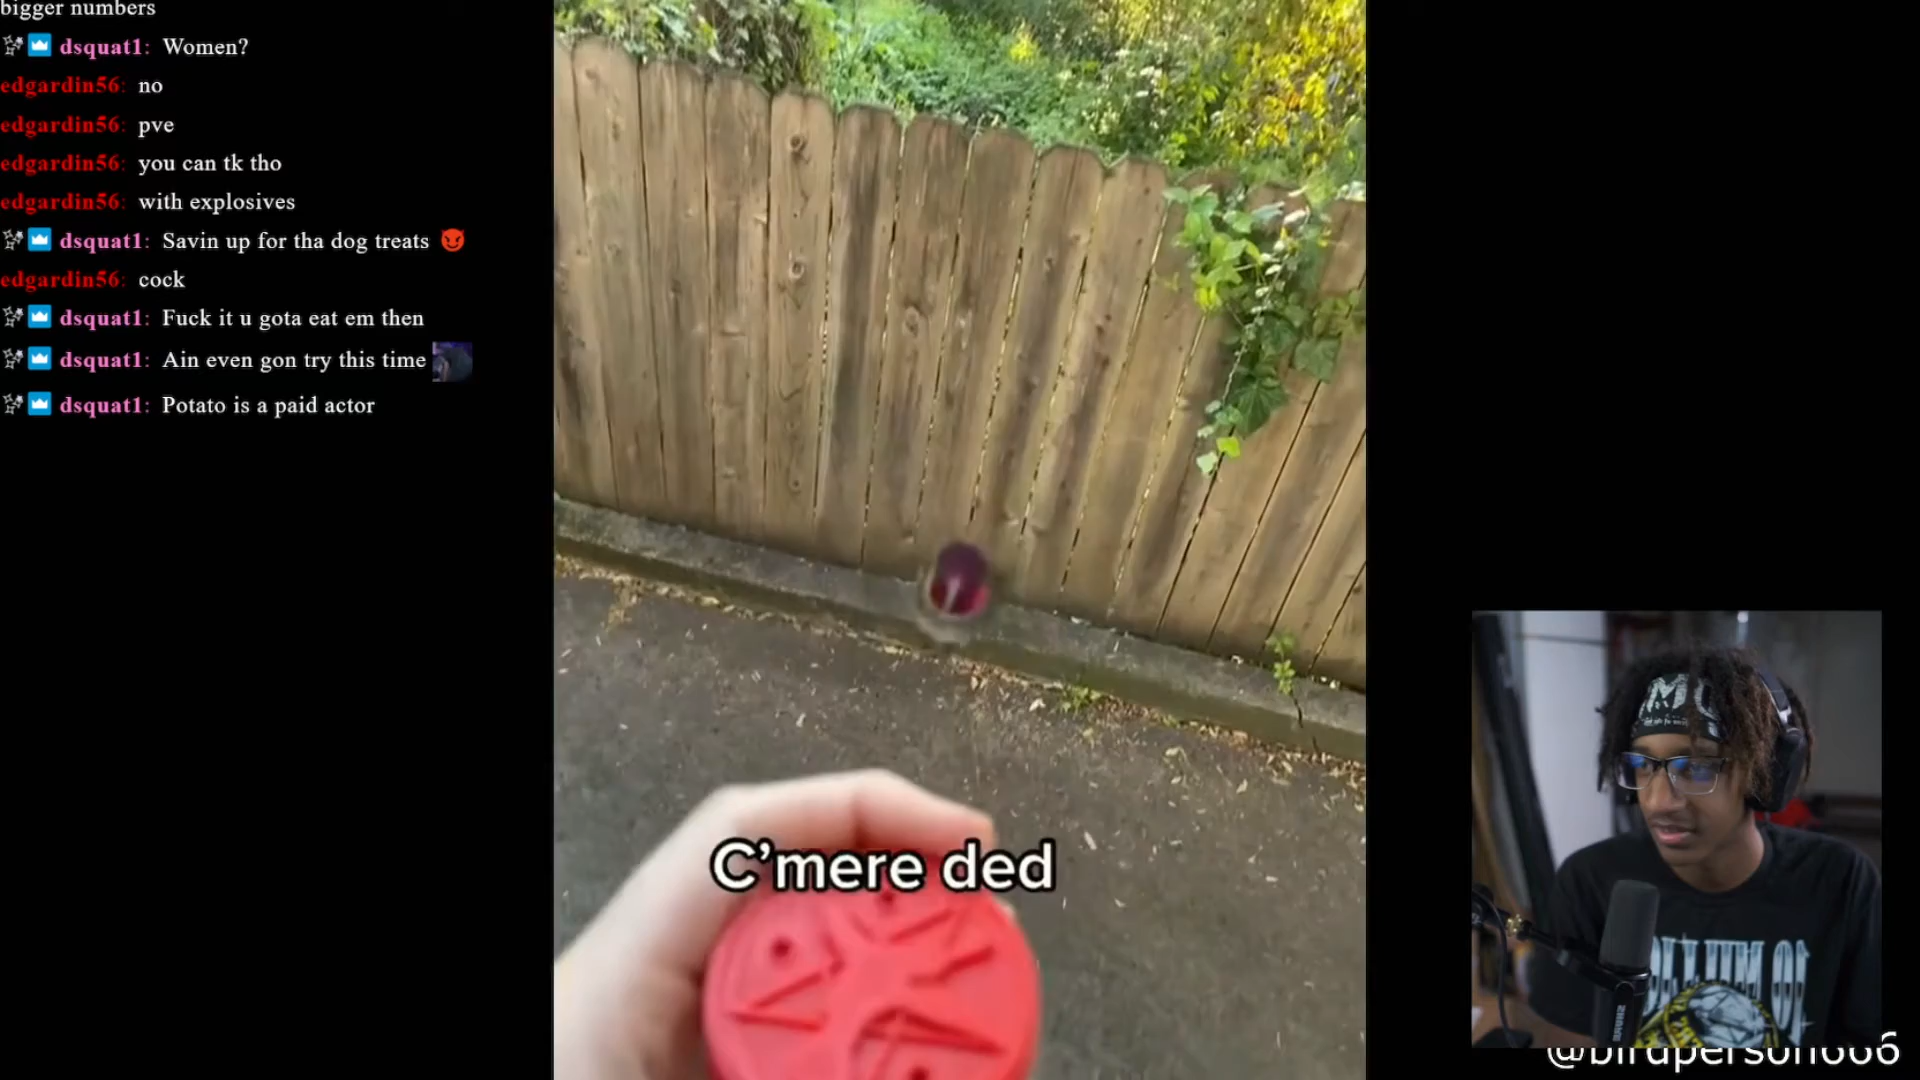 bigger numbers
dsquat1: Women?
edgardin56: no
edgardin56: pve
edgardin56: you can tk tho
edgardin56: with explosives
dsquat1: Savin up for tha dog treats
edgardin56: cock
dsquat1: Fuck it u gota eat em then
dsquat1: Ain even gon try this time
dsquat1: Potato is a paid actor
C'mere ded
@birdperson666